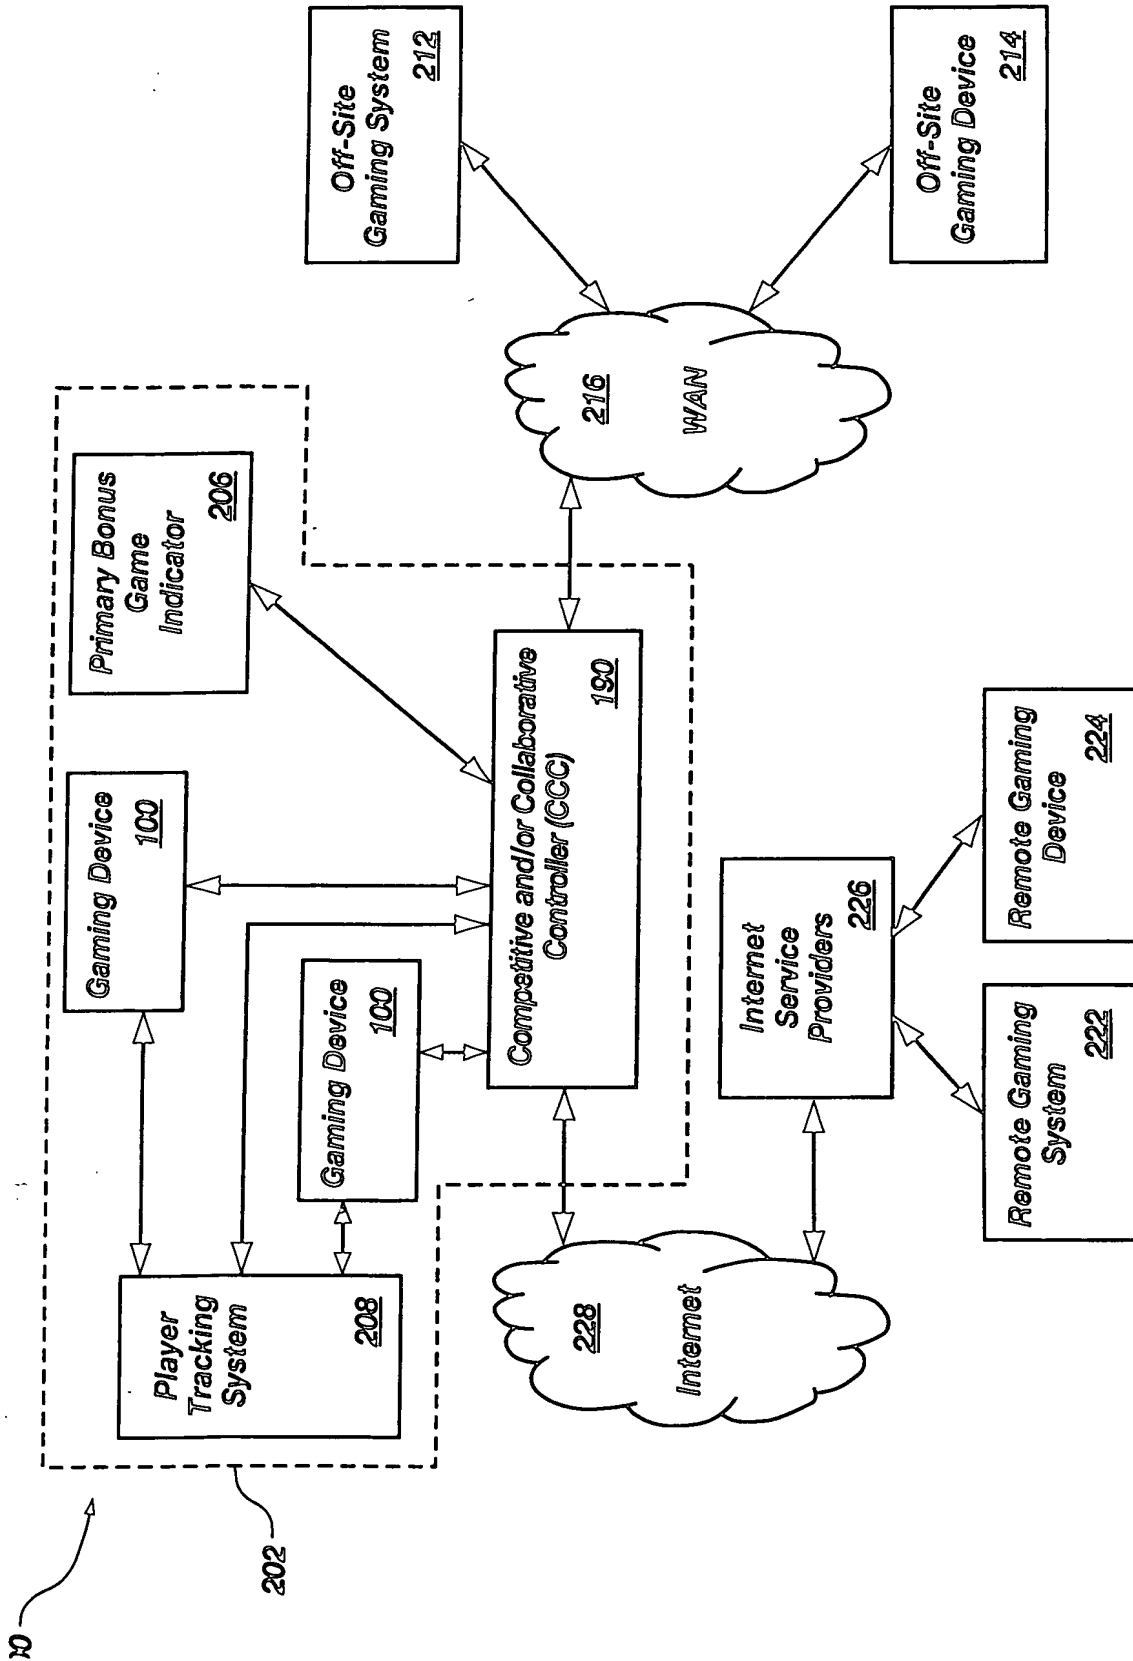 10
202
Player
Tracking
System
208
Gaming Device
100
Gaming Device
100
Primary Bonus
Game
Indicator
206
Competitive and/or Collaborative
Controller (CCC)
190
228
Internet
216
WAN
Off-Site
Gaming System
212
Off-Site
Gaming Device
214
Internet
Service
Providers
226
Remote Gaming
System
222
Remote Gaming
Device
224